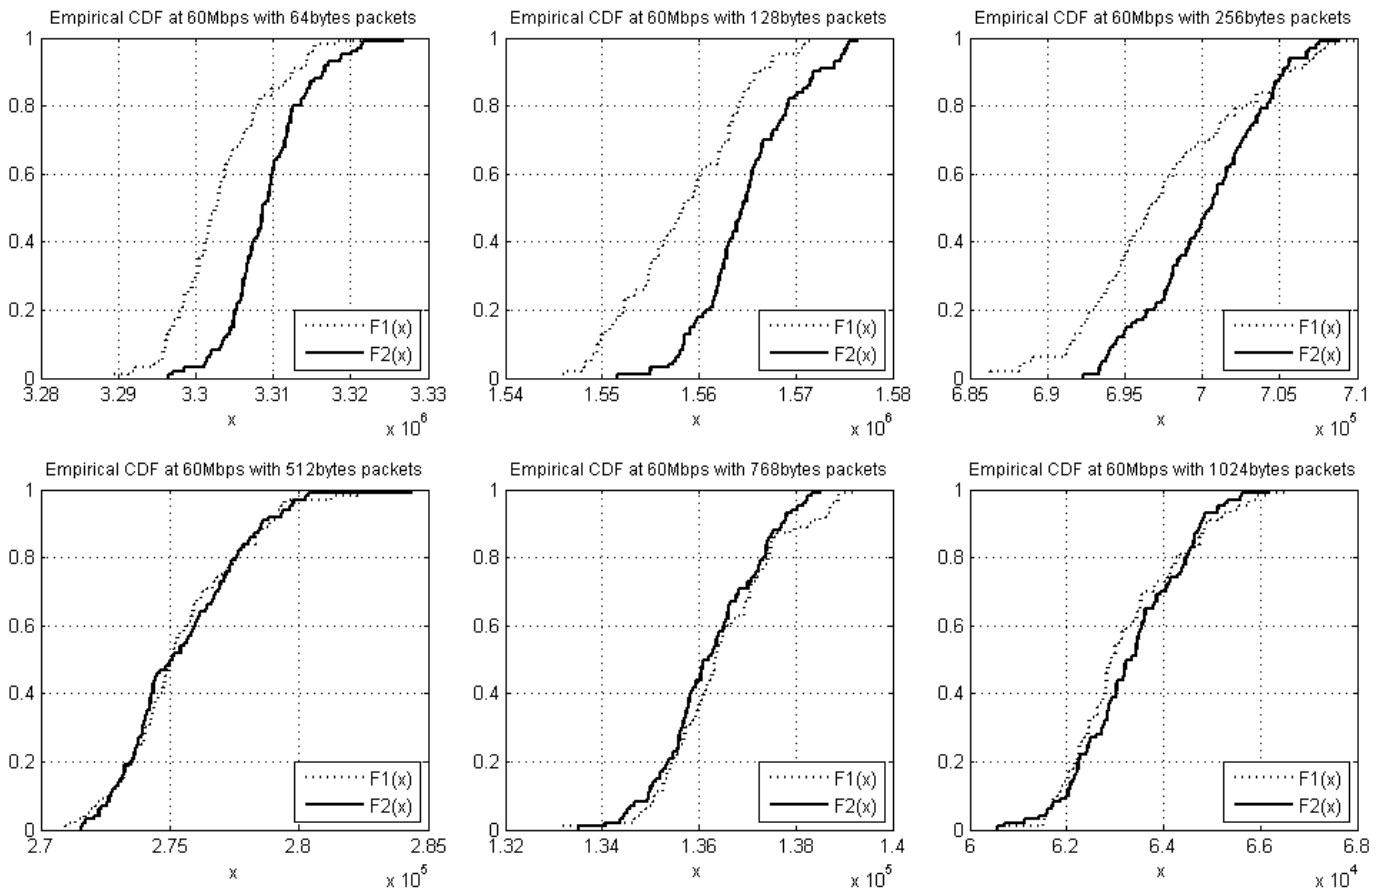 Empirical CDF at 60Mbps with 64bytes packets
1
0.8
0.6
0.4
0.2
0
3.28 3.29 3.3 3.31 3.32 3.33
x
x 10^6
F1(x)
F2(x)
Empirical CDF at 60Mbps with 128bytes packets
1
0.8
0.6
0.4
0.2
0
1.54 1.55 1.56 1.57 1.58
x
x 10^6
F1(x)
F2(x)
Empirical CDF at 60Mbps with 256bytes packets
1
0.8
0.6
0.4
0.2
0
6.85 6.9 6.95 7 7.05 7.1
x
x 10^5
F1(x)
F2(x)
Empirical CDF at 60Mbps with 512bytes packets
1
0.8
0.6
0.4
0.2
0
2.7 2.75 2.8 2.85
x
x 10^5
F1(x)
F2(x)
Empirical CDF at 60Mbps with 768bytes packets
1
0.8
0.6
0.4
0.2
0
1.32 1.34 1.36 1.38 1.4
x
x 10^5
F1(x)
F2(x)
Empirical CDF at 60Mbps with 1024bytes packets
1
0.8
0.6
0.4
0.2
0
6 6.2 6.4 6.6 6.8
x
x 10^4
F1(x)
F2(x)